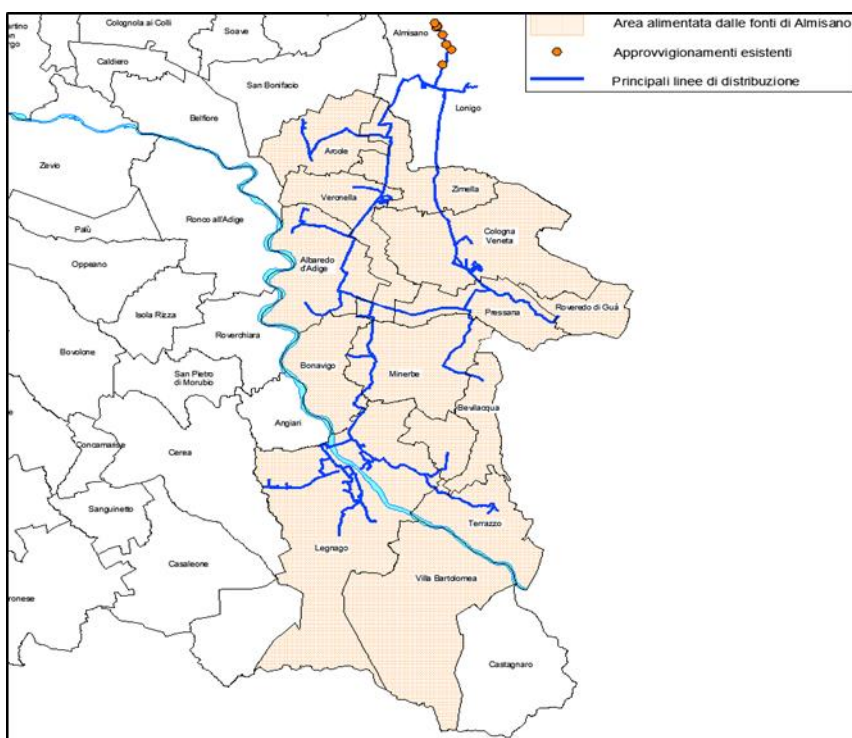 Colognola ai Colli
Soave
Almisano
Caldiero
San Bonifacio
Belfiore
Lonigo
Arcole
Zevio
Veronella
Zimella
Ronco all'Adige
Palù
Cologna
Veneta
Oppeano
Albaredo
d'Adige
Isola Rizza
Roveredo di Guà
Pressana
Roverchiara
Bovolone
Bonavigo
Minerbe
San Pietro
di Morubio
Bevilacqua
Angiari
Concamarise
Cerea
Sanguinetto
Terrazzo
Legnago
Casaleone
Villa Bartolomea
Castagnaro
Area alimentata dalle fonti di Almisano
Approvvigionamenti esistenti
Principali linee di distribuzione